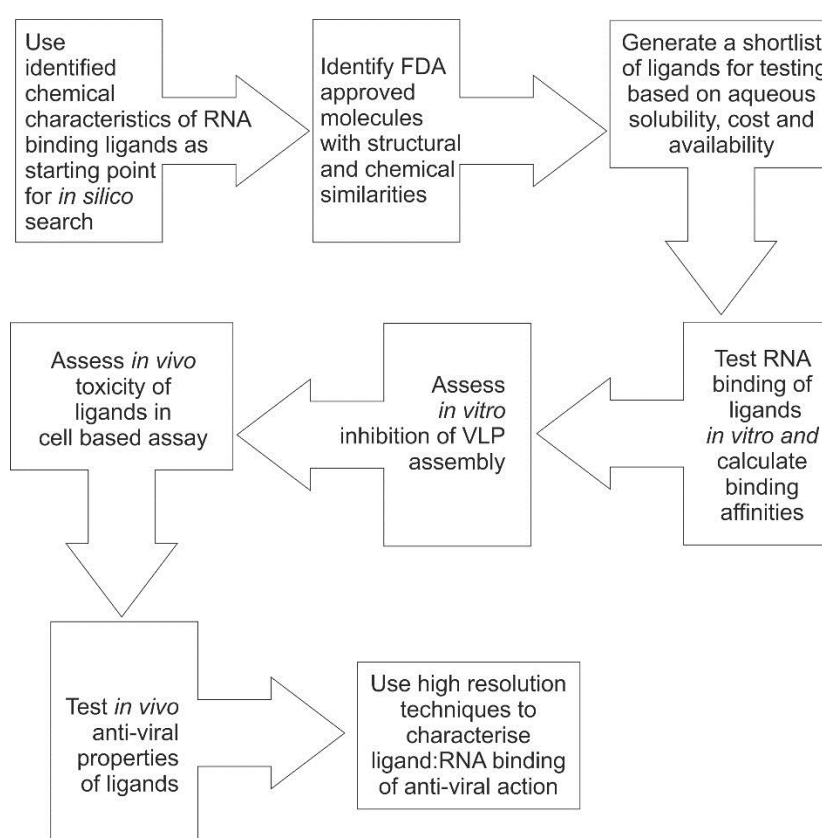 Use
identified
chemical
characteristics of RNA
binding ligands as
starting point
for in silico
search
Identify FDA
approved
molecules
with structural
and chemical
similarities
Generate a shortlist
of ligands for testing
based on aqueous
solubility, cost and
availability
Test RNA
binding of
ligands
in vitro and
calculate
binding
affinities
Assess
in vitro
inhibition of VLP
assembly
Assess in vivo
toxicity of
ligands in
cell based assay
Test in vivo
anti-viral
properties
of ligands
Use high resolution
techniques to
characterise
ligand:RNA binding
of anti-viral action